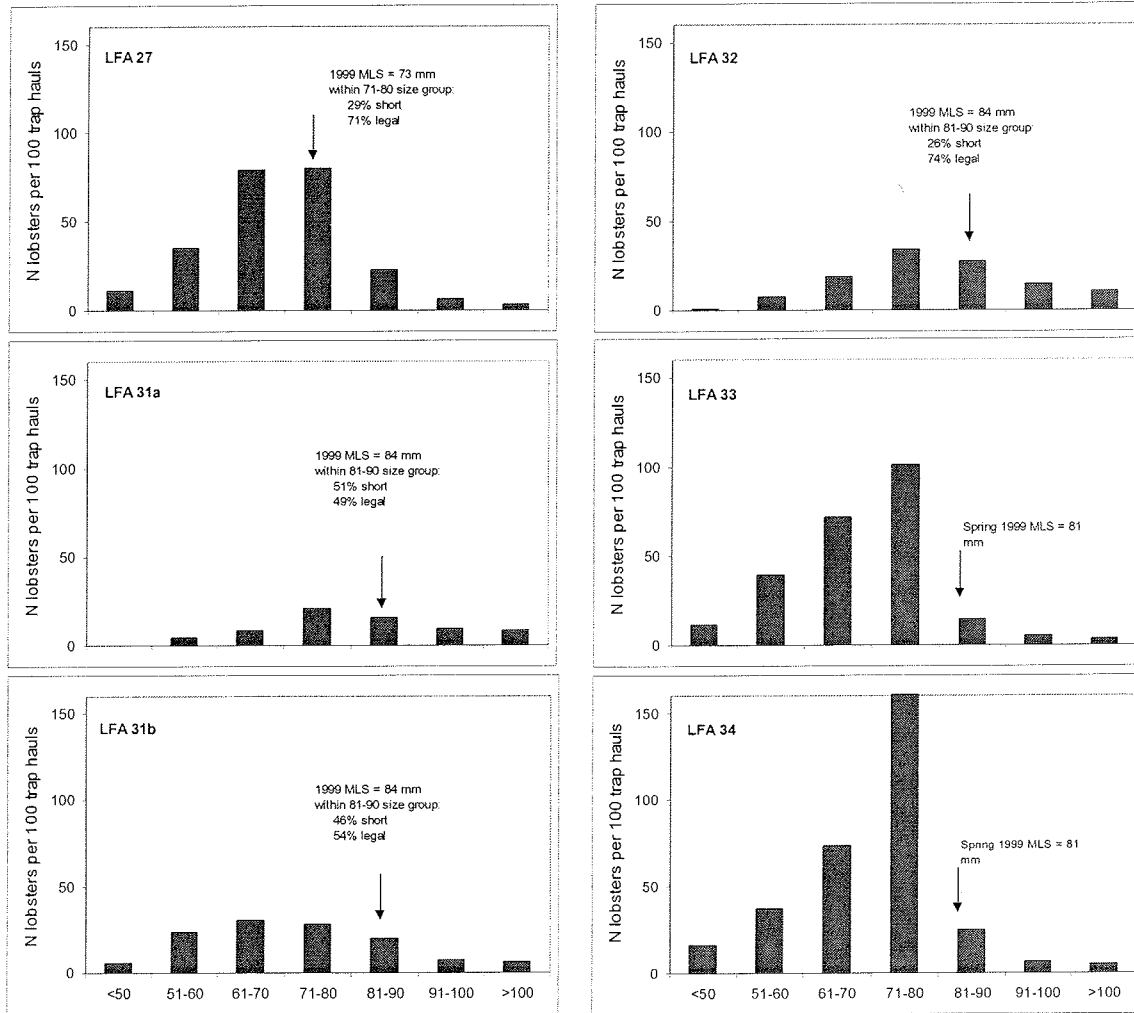 N lobsters per 100 trap hauls
150
100
50
0
LFA 27
1999 MLS = 73 mm
within 71-80 size group:
29% short
71% legal
N lobsters per 100 trap hauls
150
100
50
0
LFA 32
1999 MLS = 84 mm
within 81-90 size group:
26% short
74% legal
N lobsters per 100 trap hauls
150
100
50
0
LFA 31a
1999 MLS = 84 mm
within 81-90 size group:
51% short
49% legal
N lobsters per 100 trap hauls
150
100
50
0
LFA 33
Spring 1999 MLS = 81
mm
N lobsters per 100 trap hauls
150
100
50
0
LFA 31b
1999 MLS = 84 mm
within 81-90 size group:
46% short
54% legal
<50 51-60 61-70 71-80 81-90 91-100 >100
N lobsters per 100 trap hauls
150
100
50
0
LFA 34
Spring 1999 MLS = 81
mm
<50 51-60 61-70 71-80 81-90 91-100 >100